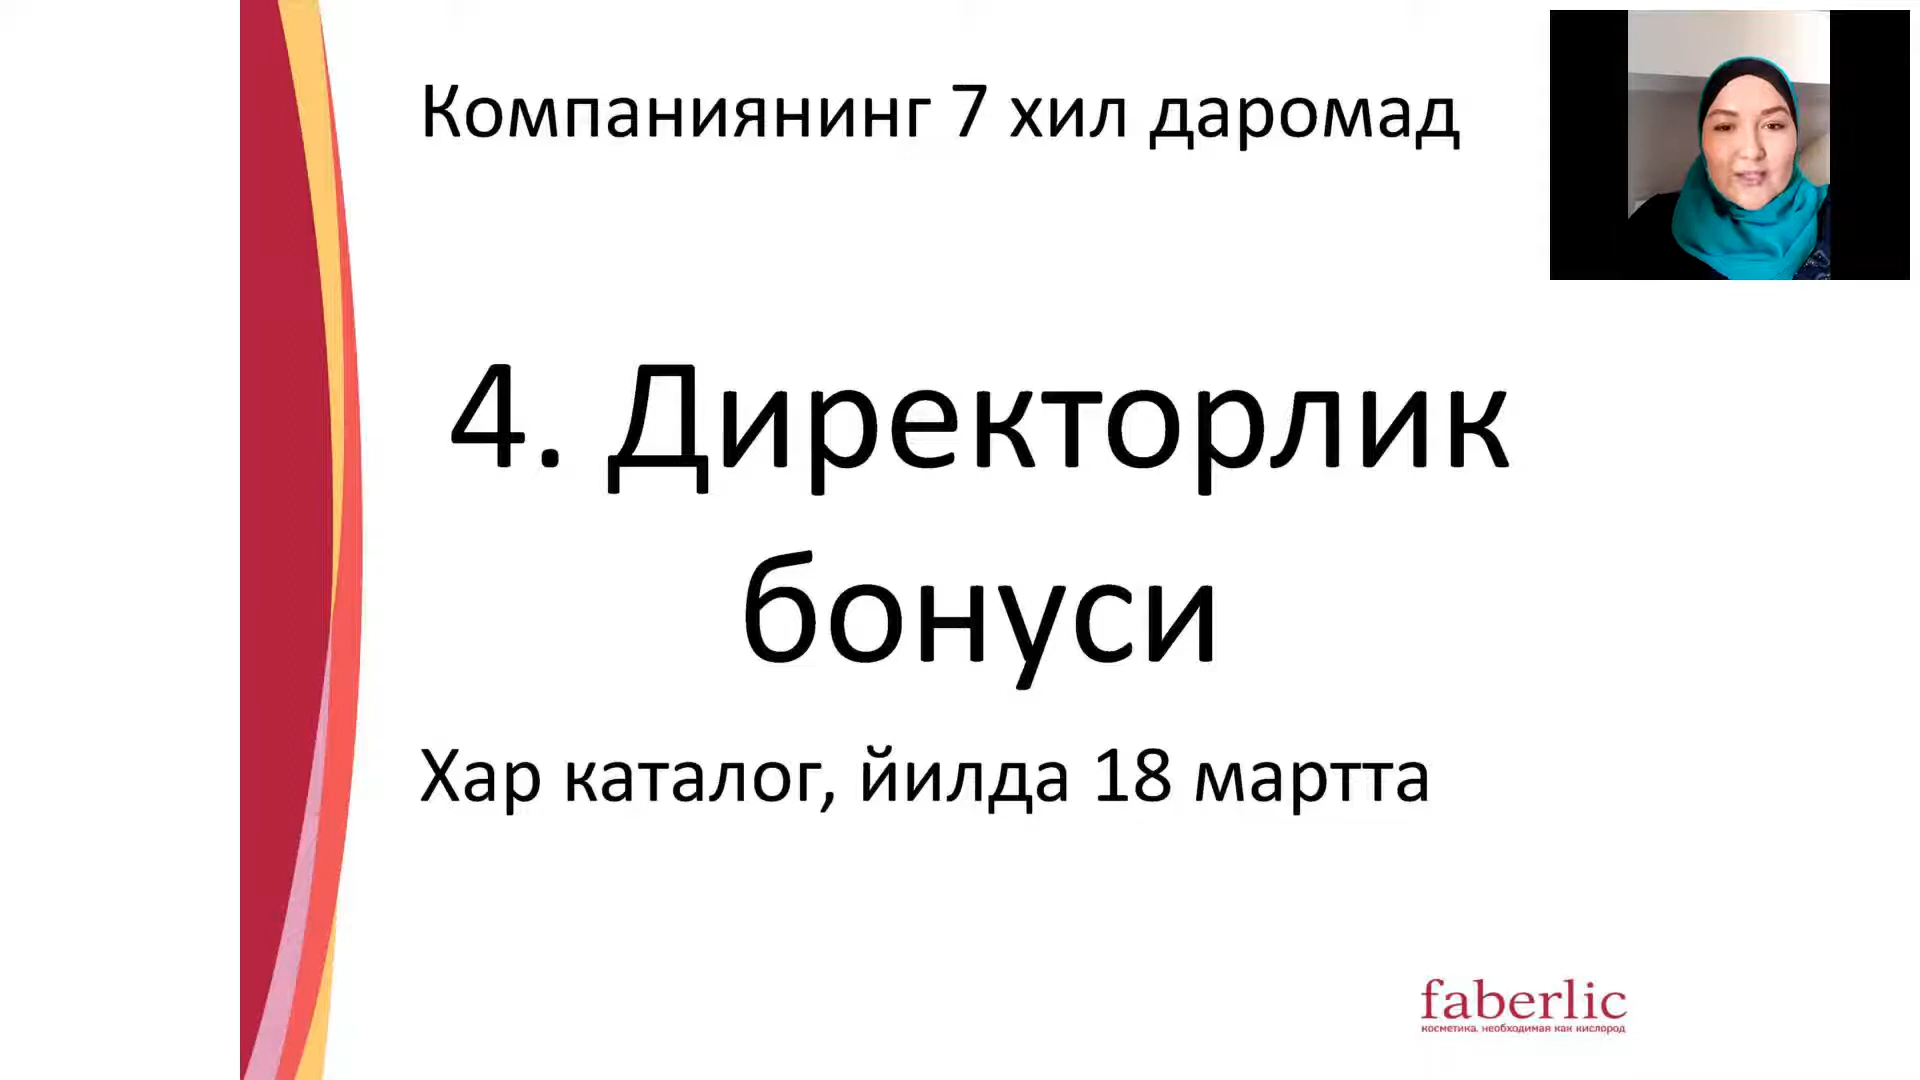 Компаниянинг 7 хил даромад
4. Директорлик
бонуси
Хар каталог, йилда 18 мартта
faberlic
косметика, необходимая как кислород